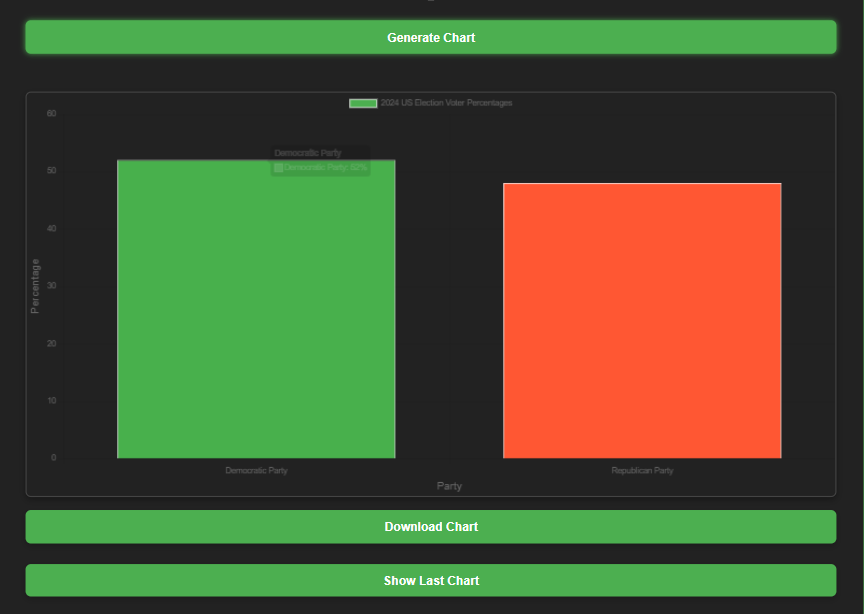 Generate Chart
2024 US Election Voter Percentages
60
Democratic Party
Democratic Party: 52%
50
40
Percentage
30
20
10
0
Democratic Party
Republican Party
Party
Download Chart
Show Last Chart